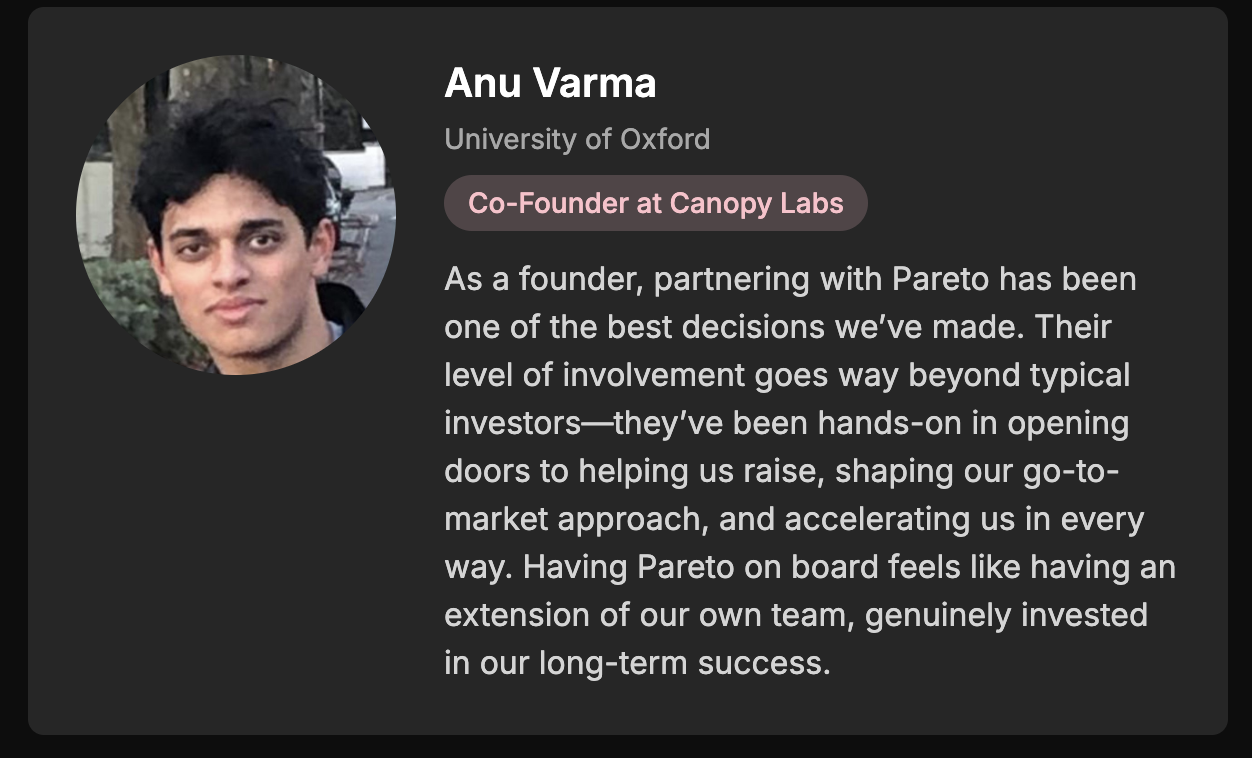 Anu Varma
University of Oxford
Co-Founder at Canopy Labs
As a founder, partnering with Pareto has been
one of the best decisions we’ve made. Their
level of involvement goes way beyond typical
investors—they’ve been hands-on in opening
doors to helping us raise, shaping our go-to-
market approach, and accelerating us in every
way. Having Pareto on board feels like having an
extension of our own team, genuinely invested
in our long-term success.